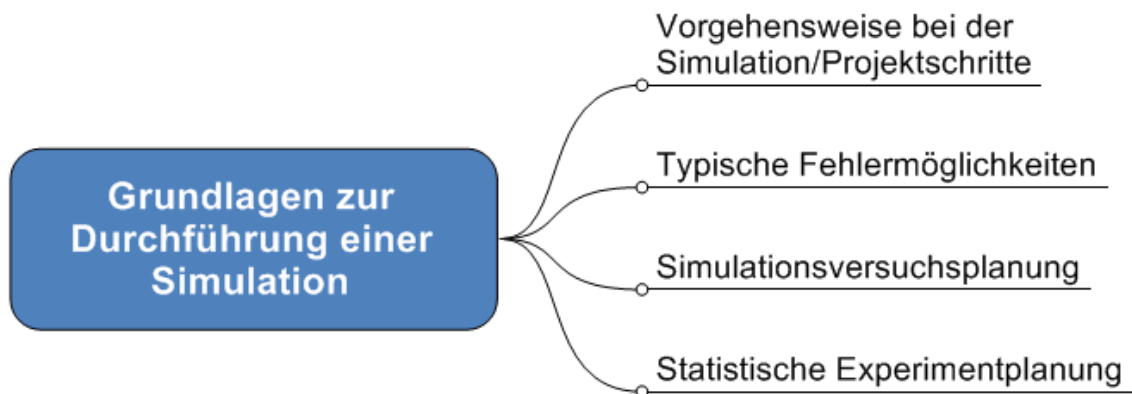 Vorgehensweise bei der
Simulation/Projektschritte
Typische Fehlermöglichkeiten
Grundlagen zur
Durchführung einer
Simulation
Simulationsversuchsplanung
Statistische Experimentplanung